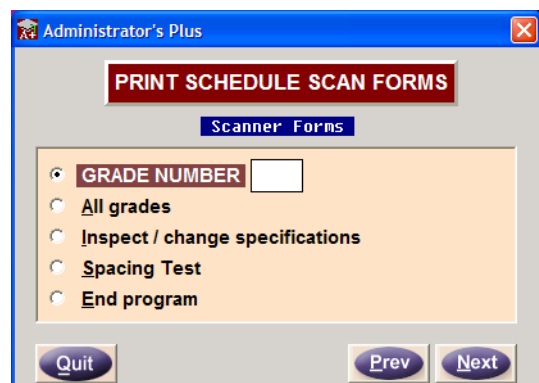 Administrator's Plus
PRINT SCHEDULE SCAN FORMS
Scanner Forms
GRADE NUMBER
All grades
Inspect / change specifications
Spacing Test
End program
Quit Prev Next